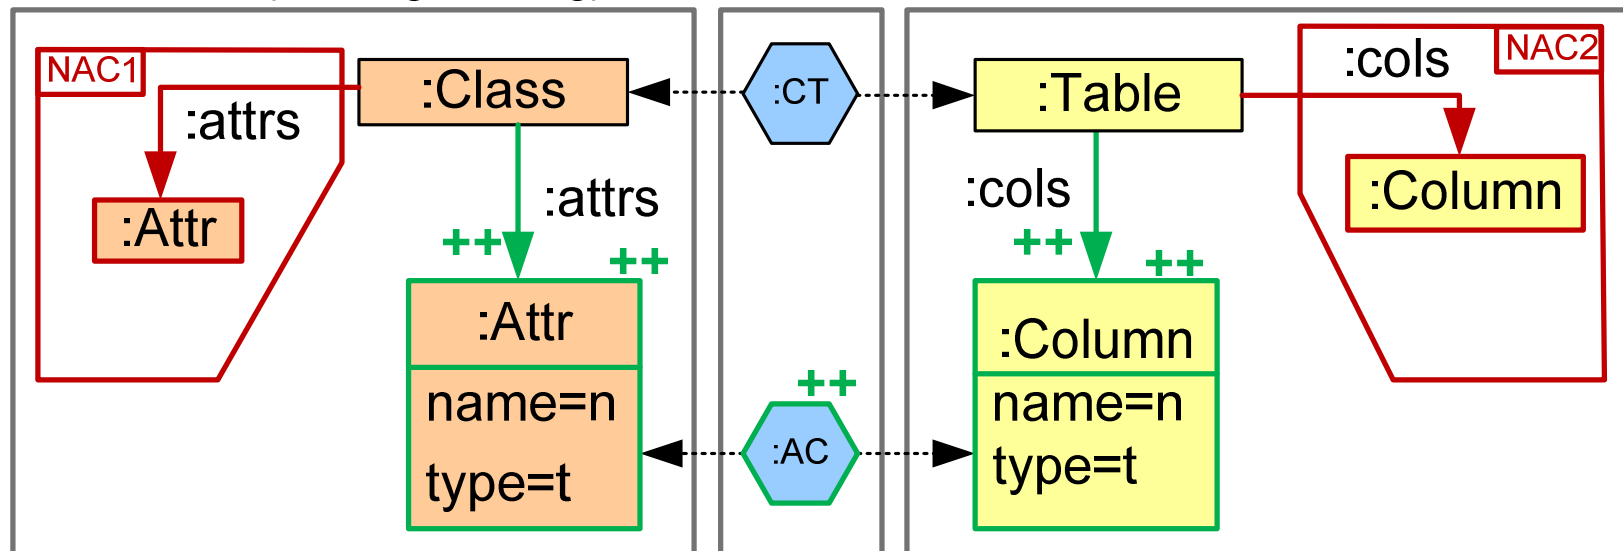 NAC1
:attrs
:Attr
:Class
:attrs
++
++
:Attr
name=n
type=t
:CT
++
:AC
:Table
:cols
++
++
:Column
name=n
type=t
NAC2
:cols
:Column